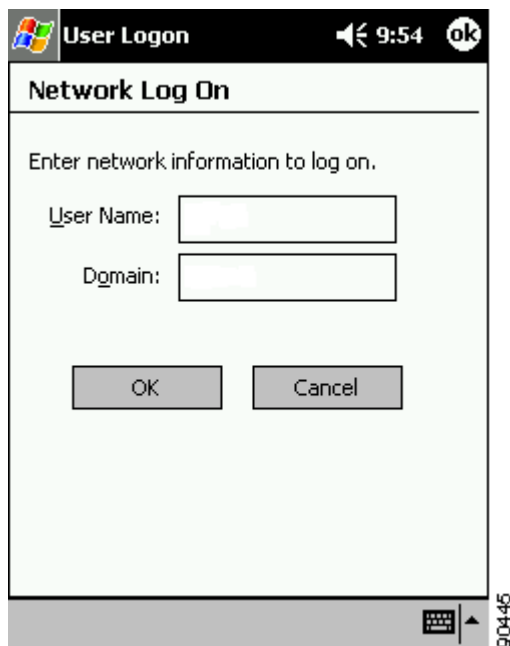 User Logon 9:54 ok
Network Log On
Enter network information to log on.
User Name:
Domain:
OK Cancel
90445